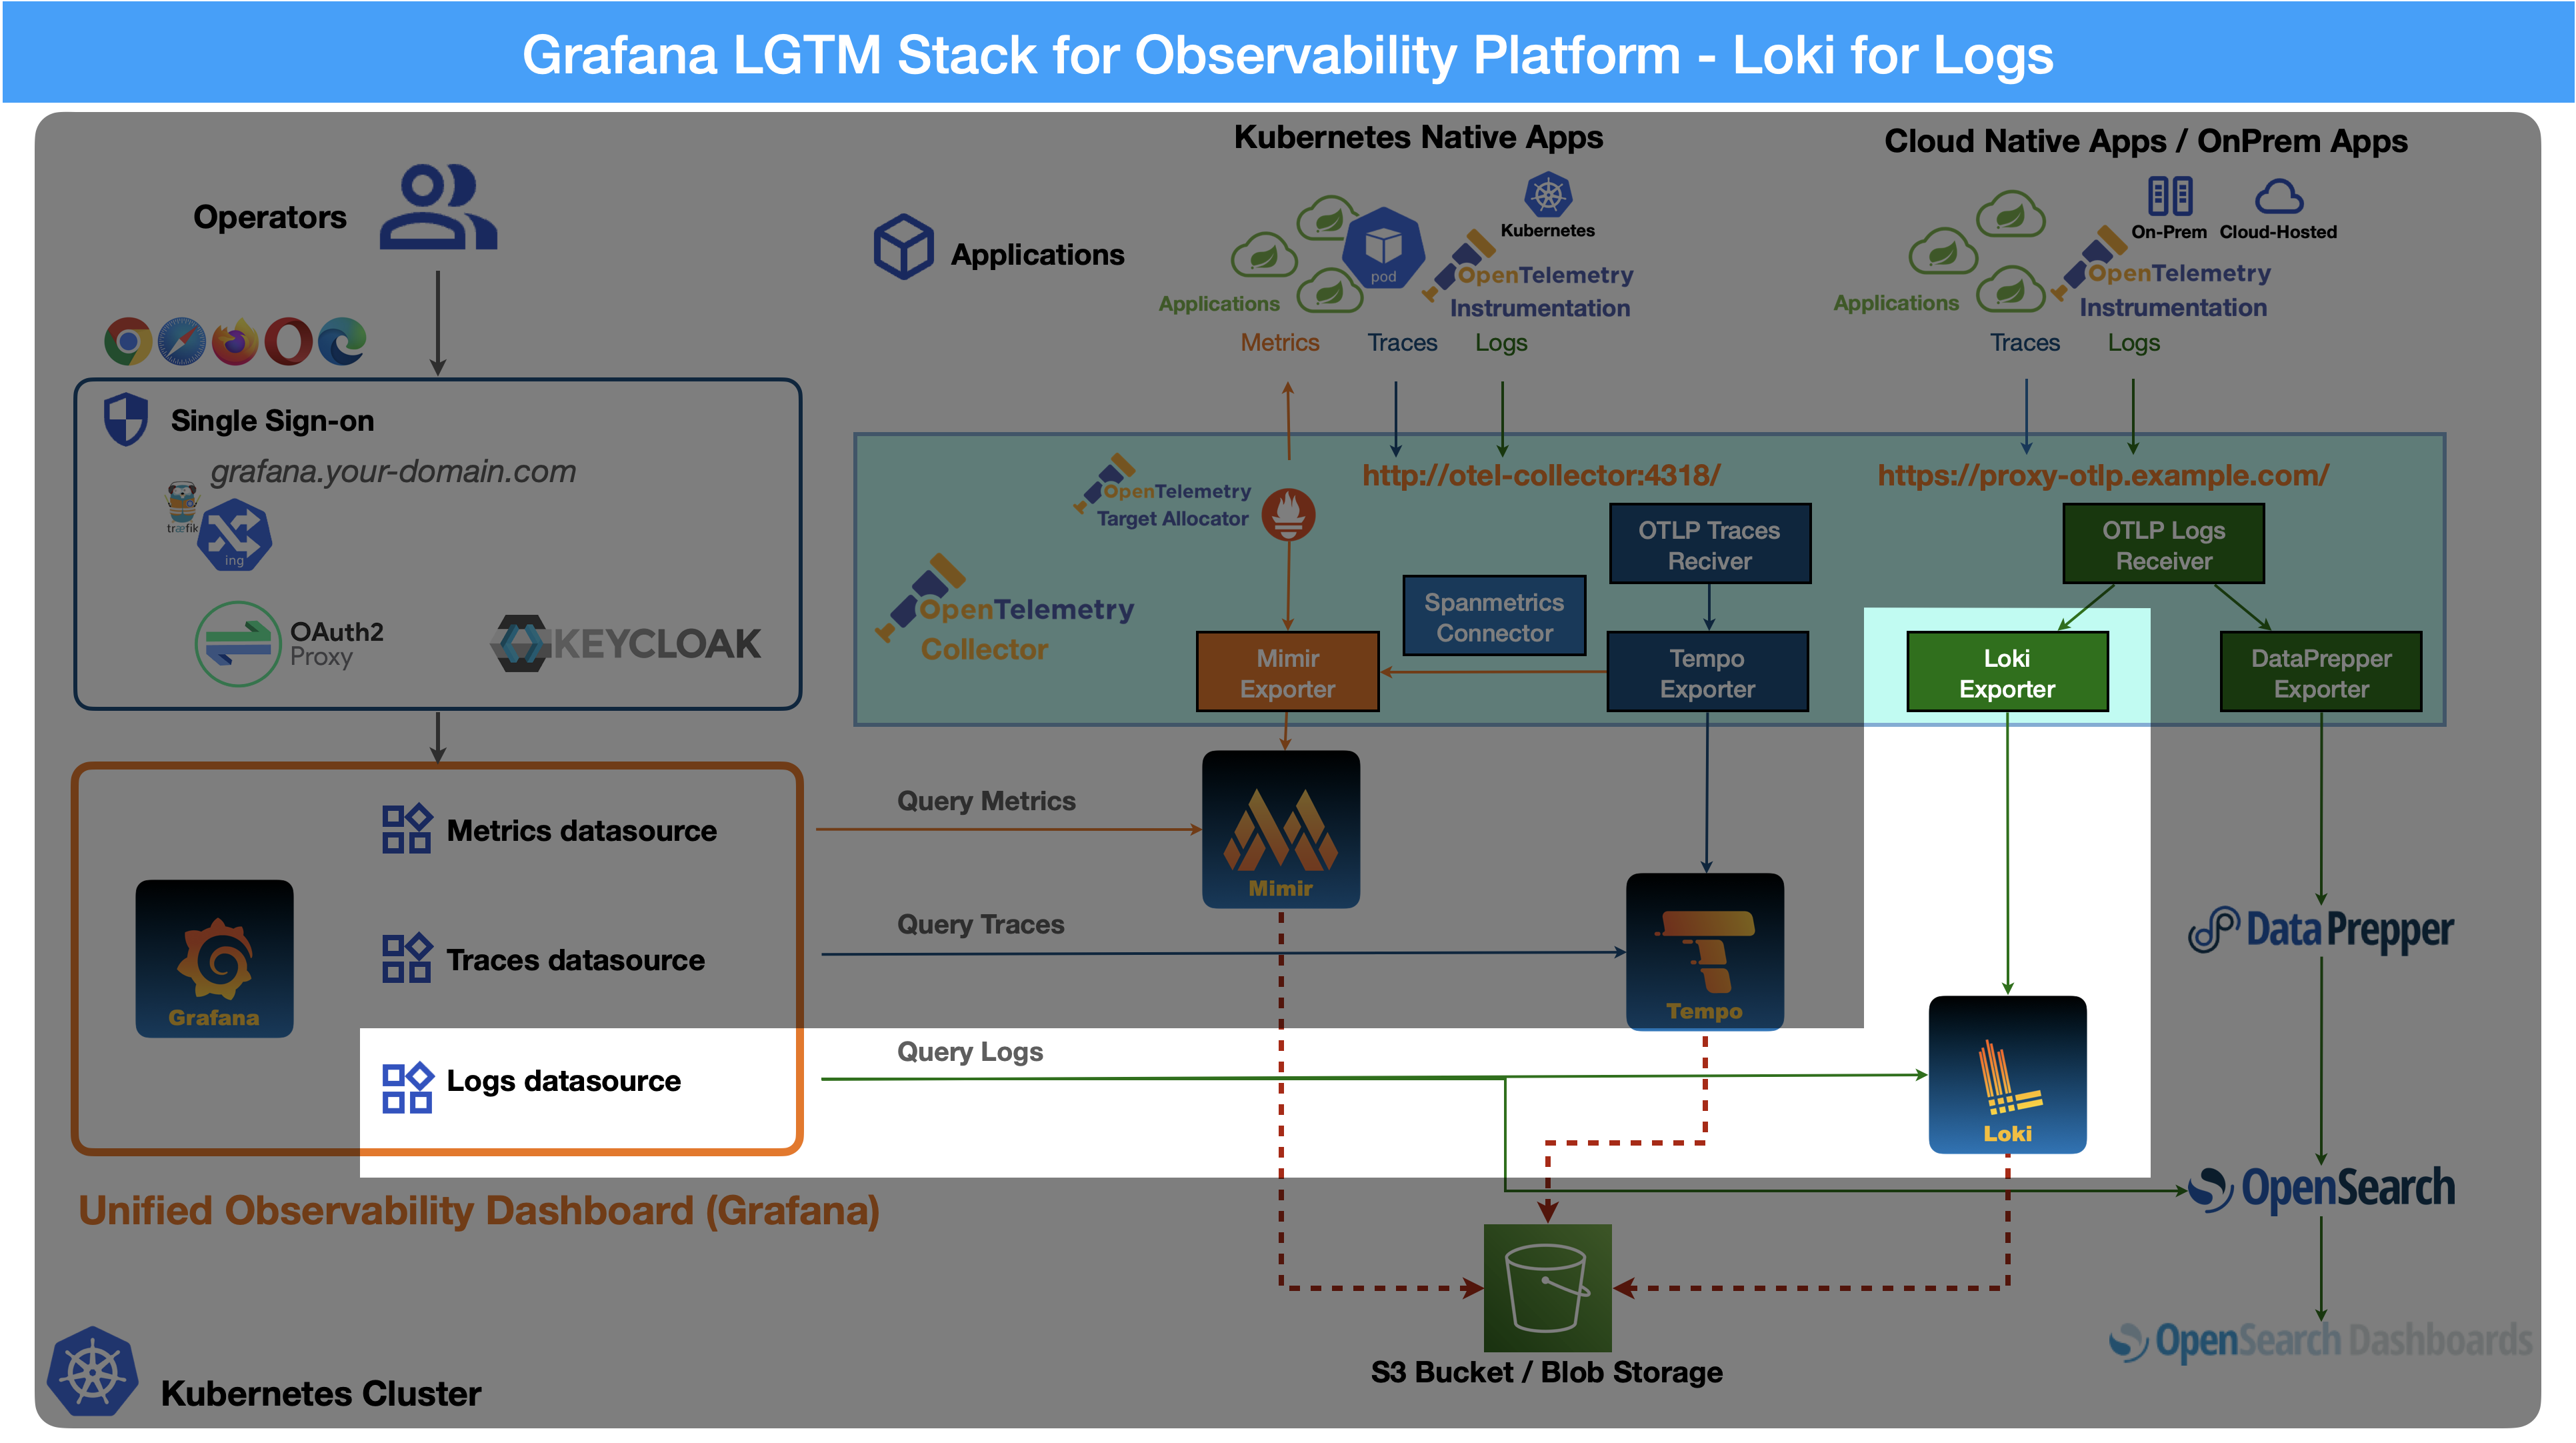 Grafana LGTM Stack for Observability Platform - Loki for Logs
Operators
Single Sign-on
grafana.your-domain.com
træfik
ing
OAuth2
Proxy
KEYCLOAK
Applications
Kubernetes Native Apps
Kubernetes
pod
OpenTelemetry
Instrumentation
Applications
Metrics
Traces
Logs
Cloud Native Apps / OnPrem Apps
On-Prem
Cloud-Hosted
OpenTelemetry
Instrumentation
Applications
Traces
Logs
OpenTelemetry
Target Allocator
http://otel-collector:4318/
https://proxy-otlp.example.com/
OpenTelemetry
Collector
OTLP Traces
Reciver
OTLP Logs
Receiver
Spanmetrics
Connector
Mimir
Exporter
Tempo
Exporter
Loki
Exporter
DataPrepper
Exporter
Metrics datasource
Traces datasource
Logs datasource
Grafana
Query Metrics
Query Traces
Query Logs
Mimir
Tempo
Loki
Data Prepper
OpenSearch
OpenSearch Dashboards
Unified Observability Dashboard (Grafana)
S3 Bucket / Blob Storage
Kubernetes Cluster